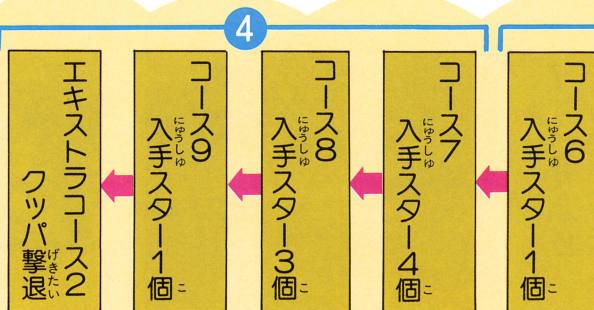 4
コース6
入手スター1個
コース7
入手スター4個
コース8
入手スター3個
コース9
入手スター1個
エキストラコース2
クッパ撃退